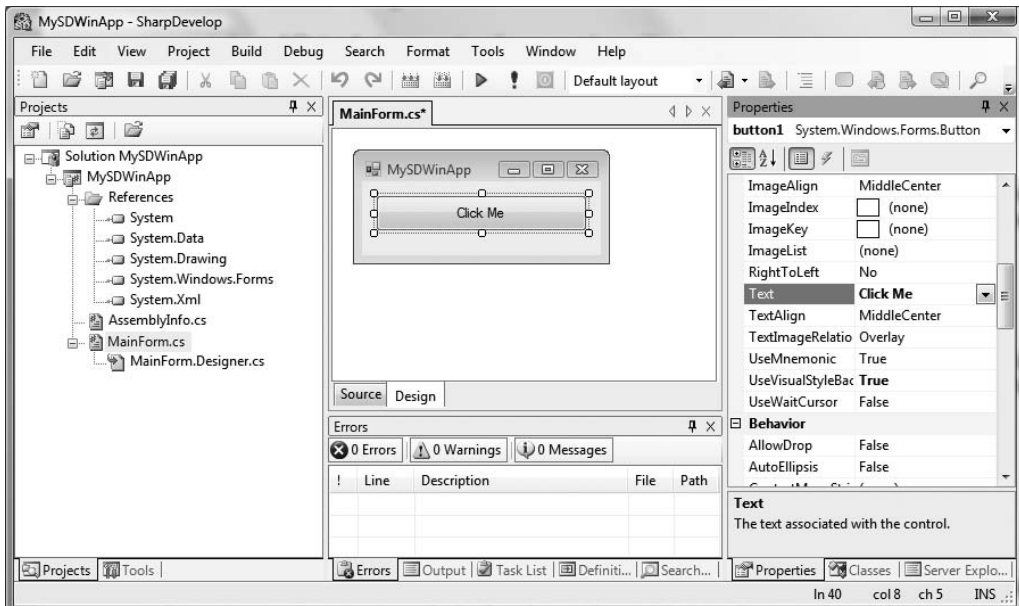 MySDWinApp - SharpDevelop
File Edit View Project Build Debug Search Format Tools Window Help
Default layout
Projects
Solution MySDWinApp
MySDWinApp
References
System
System.Data
System.Drawing
System.Windows.Forms
System.Xml
AssemblyInfo.cs
MainForm.cs
MainForm.Designer.cs
Projects Tools
MainForm.cs*
MySDWinApp
Click Me
Source Design
Errors
0 Errors 0 Warnings 0 Messages
! Line Description File Path
Errors Output Task List Definiti... Search...
Properties
button1 System.Windows.Forms.Button
ImageAlign MiddleCenter
ImageIndex (none)
ImageKey (none)
ImageList (none)
RightToLeft No
Text Click Me
TextAlign MiddleCenter
TextImageRelatio Overlay
UseMnemonic True
UseVisualStyleBac True
UseWaitCursor False
Behavior
AllowDrop False
AutoEllipsis False
Text
The text associated with the control.
Properties Classes Server Explo...
ln 40 col 8 ch 5 INS